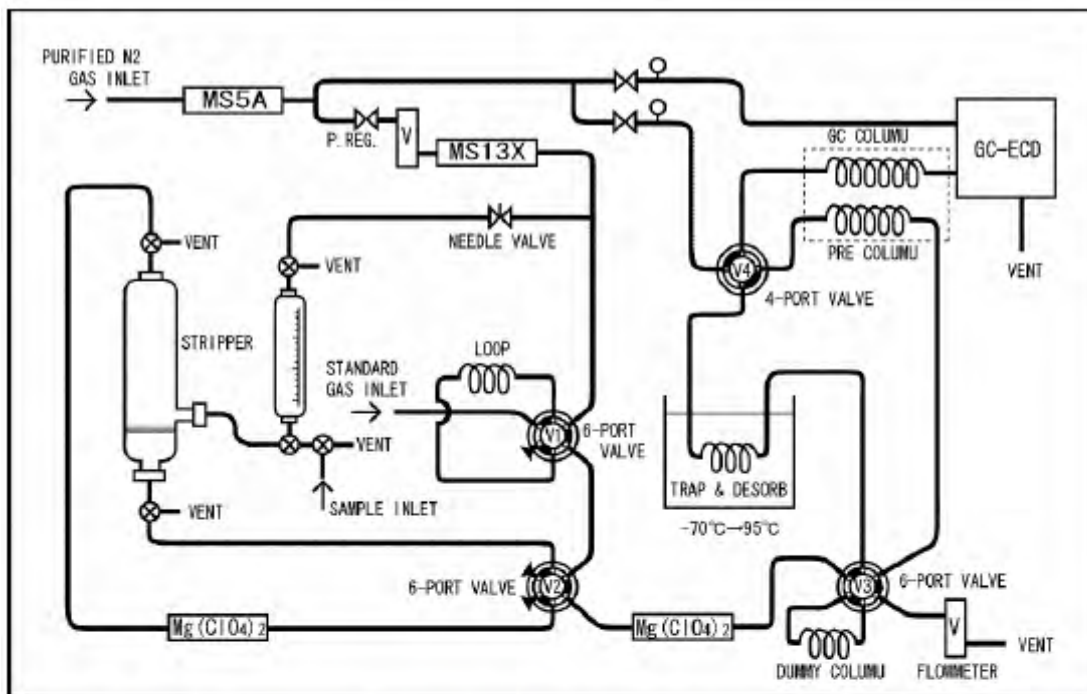 PURIFIED N2
GAS INLET
MS5A
P.REG.
V
MS13X
GC COLUMU
GC-ECD
VENT
NEEDLE VALVE
VENT
V4
PRE COLUMU
VENT
4-PORT VALVE
STRIPPER
LOOP
STANDARD
GAS INLET
V1
6-PORT
VALVE
VENT
TRAP & DESORB
SAMPLE INLET
VENT
-70℃→95℃
6-PORT VALVE
V2
V3
6-PORT VALVE
Mg(ClO₄)₂
Mg(ClO₄)₂
V
VENT
DUMMY COLUMU
FLOWMETER